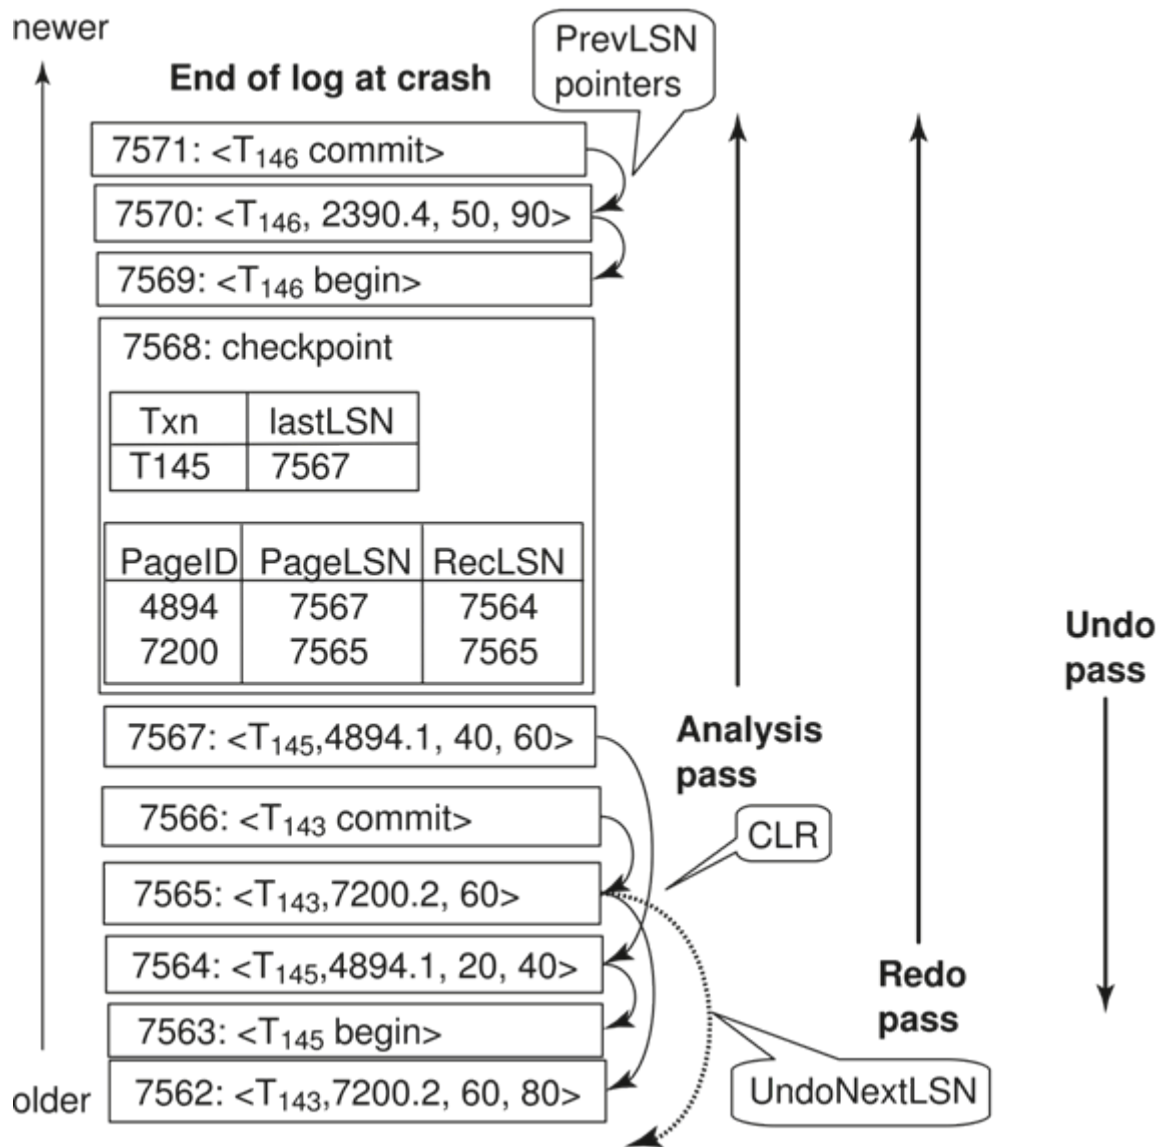 newer
PrevLSN
pointers
End of log at crash
7571: <T146 commit>
7570: <T146, 2390.4, 50, 90>
7569: <T146 begin>
7568: checkpoint
Txn lastLSN
T145 7567
PageID PageLSN RecLSN
4894 7567 7564
7200 7565 7565
Undo
pass
7567: <T145,4894.1, 40, 60>
Analysis
pass
7566: <T143 commit>
CLR
7565: <T143,7200.2, 60>
7564: <T145,4894.1, 20, 40>
Redo
pass
7563: <T145 begin>
older
7562: <T143,7200.2, 60, 80>
UndoNextLSN